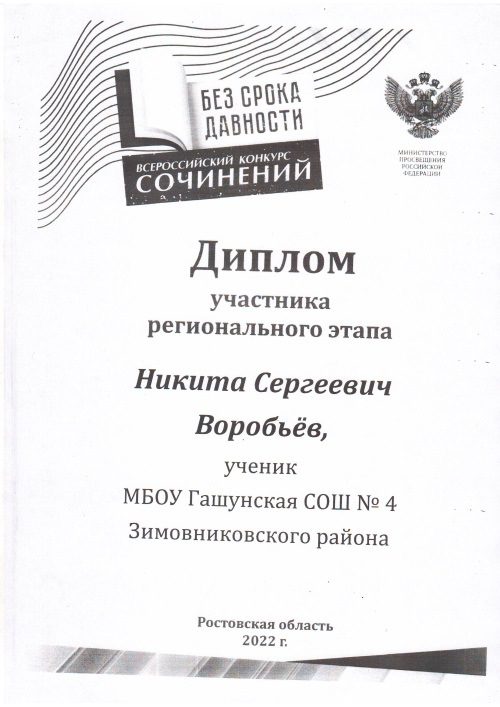 БЕЗ СРОКА
ДАВНОСТИ
ВСЕРОССИЙСКИЙ КОНКУРС
СОЧИНЕНИЙ
МИНИСТЕРСТВО
ПРОСВЕЩЕНИЯ
РОССИЙСКОЙ
ФЕДЕРАЦИИ
Диплом
участника
регионального этапа
Никита Сергеевич
Воробьёв,
ученик
МБОУ Гашунская СОШ № 4
Зимовниковского района
Ростовская область
2022 г.